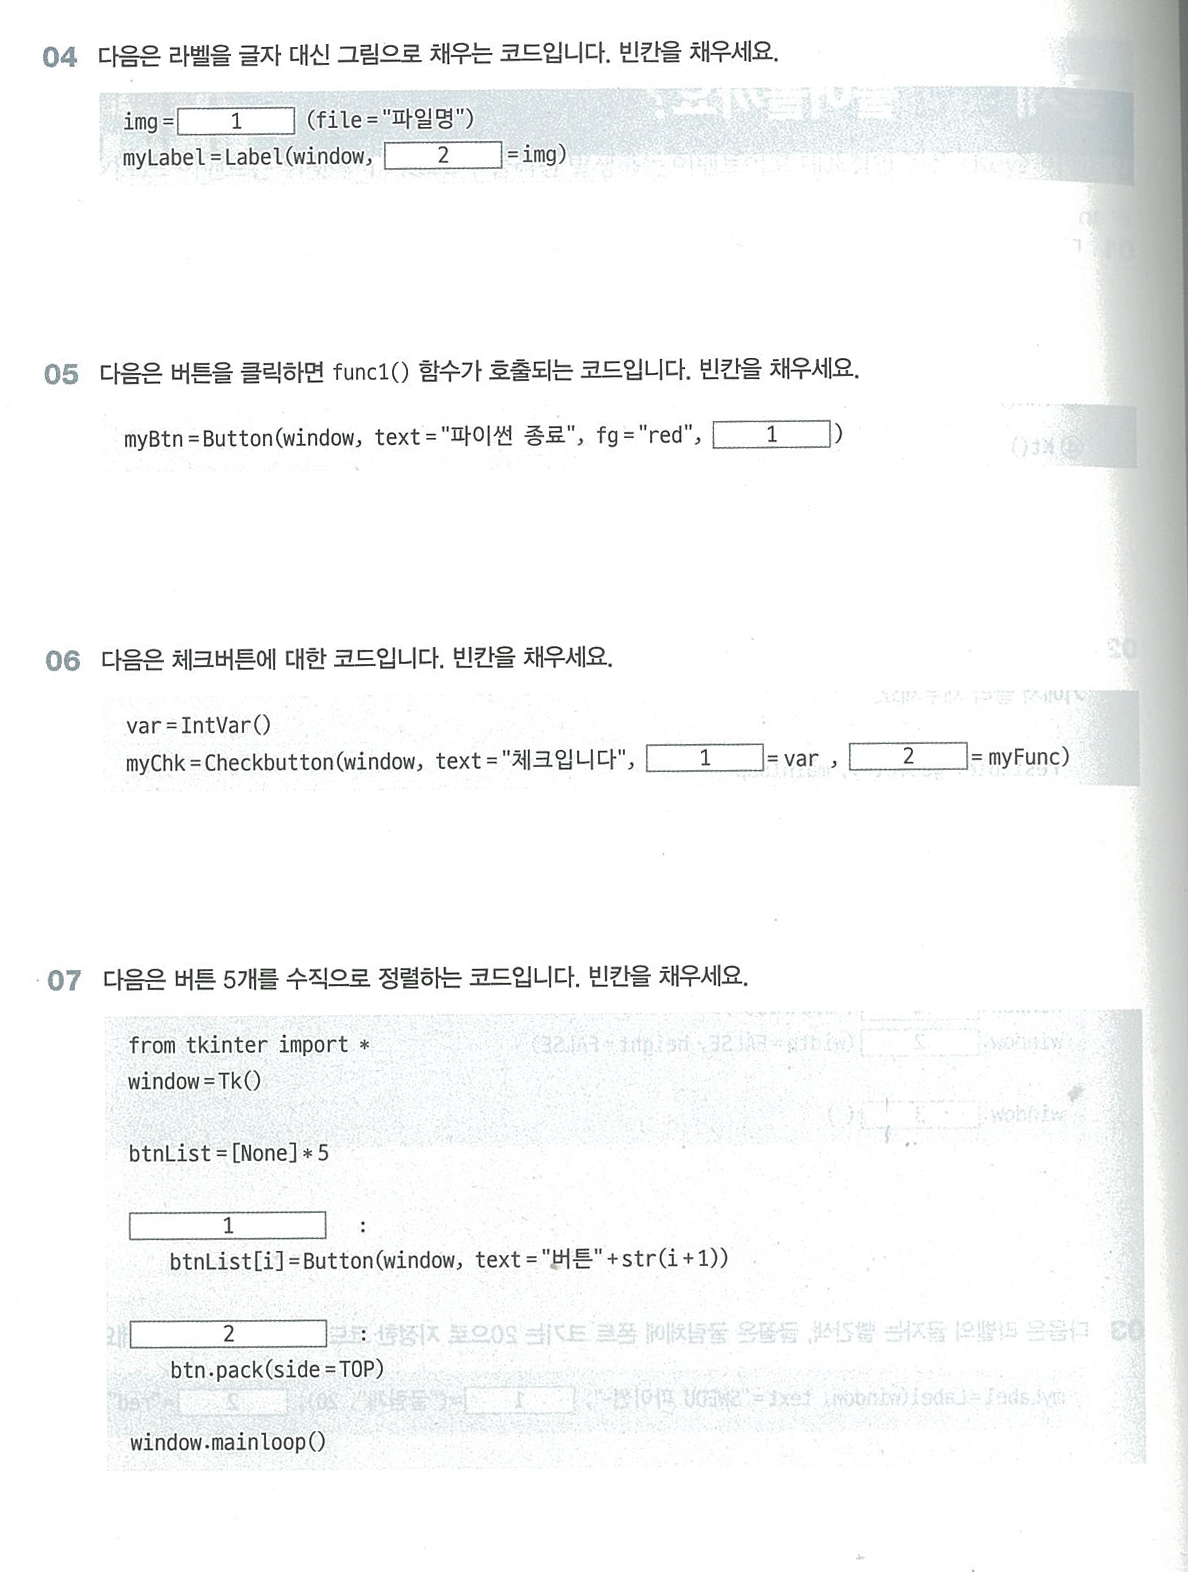 04 다음은 라벨을 글자 대신 그림으로 채우는 코드입니다. 빈칸을 채우세요.
img=1 (file="파일명")
myLabel=Label(window, 2=img)
05 다음은 버튼을 클릭하면 func1() 함수가 호출되는 코드입니다. 빈칸을 채우세요.
myBtn=Button(window, text="파이썬 종료", fg="red", 1)
06 다음은 체크버튼에 대한 코드입니다. 빈칸을 채우세요.
var=IntVar()
myChk=Checkbutton(window, text="체크입니다", 1=var , 2=myFunc)
07 다음은 버튼 5개를 수직으로 정렬하는 코드입니다. 빈칸을 채우세요.
from tkinter import *
window=Tk()
btnList=[None]*5
1 :
btnList[i]=Button(window, text="버튼"+str(i+1))
2 :
btn.pack(side=TOP)
window.mainloop()